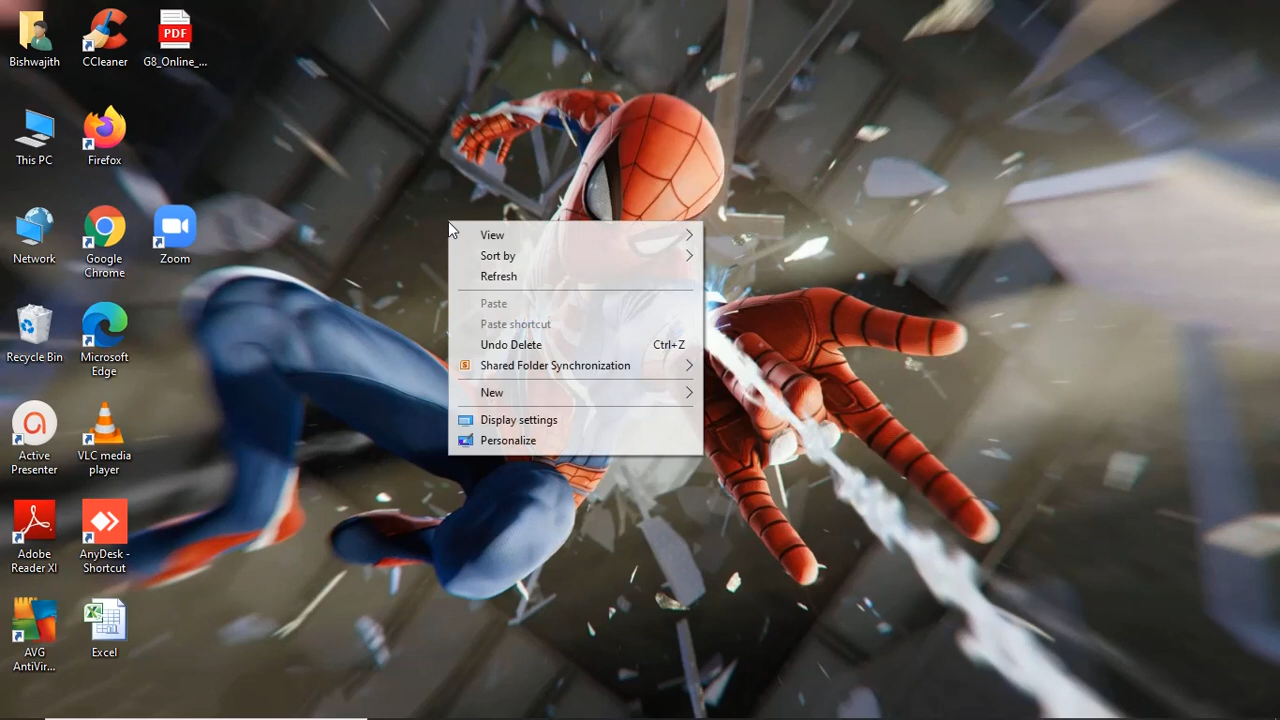 Bishwajith
CCleaner
PDF
G8_Online_...
This PC
Firefox
Network
Google
Chrome
Zoom
Recycle Bin
Microsoft
Edge
Active
Presenter
VLC media
player
Adobe
Reader XI
AnyDesk -
Shortcut
AVG
AntiVir...
Excel
View
Sort by
Refresh
Paste
Paste shortcut
Undo Delete Ctrl+Z
Shared Folder Synchronization
New
Display settings
Personalize